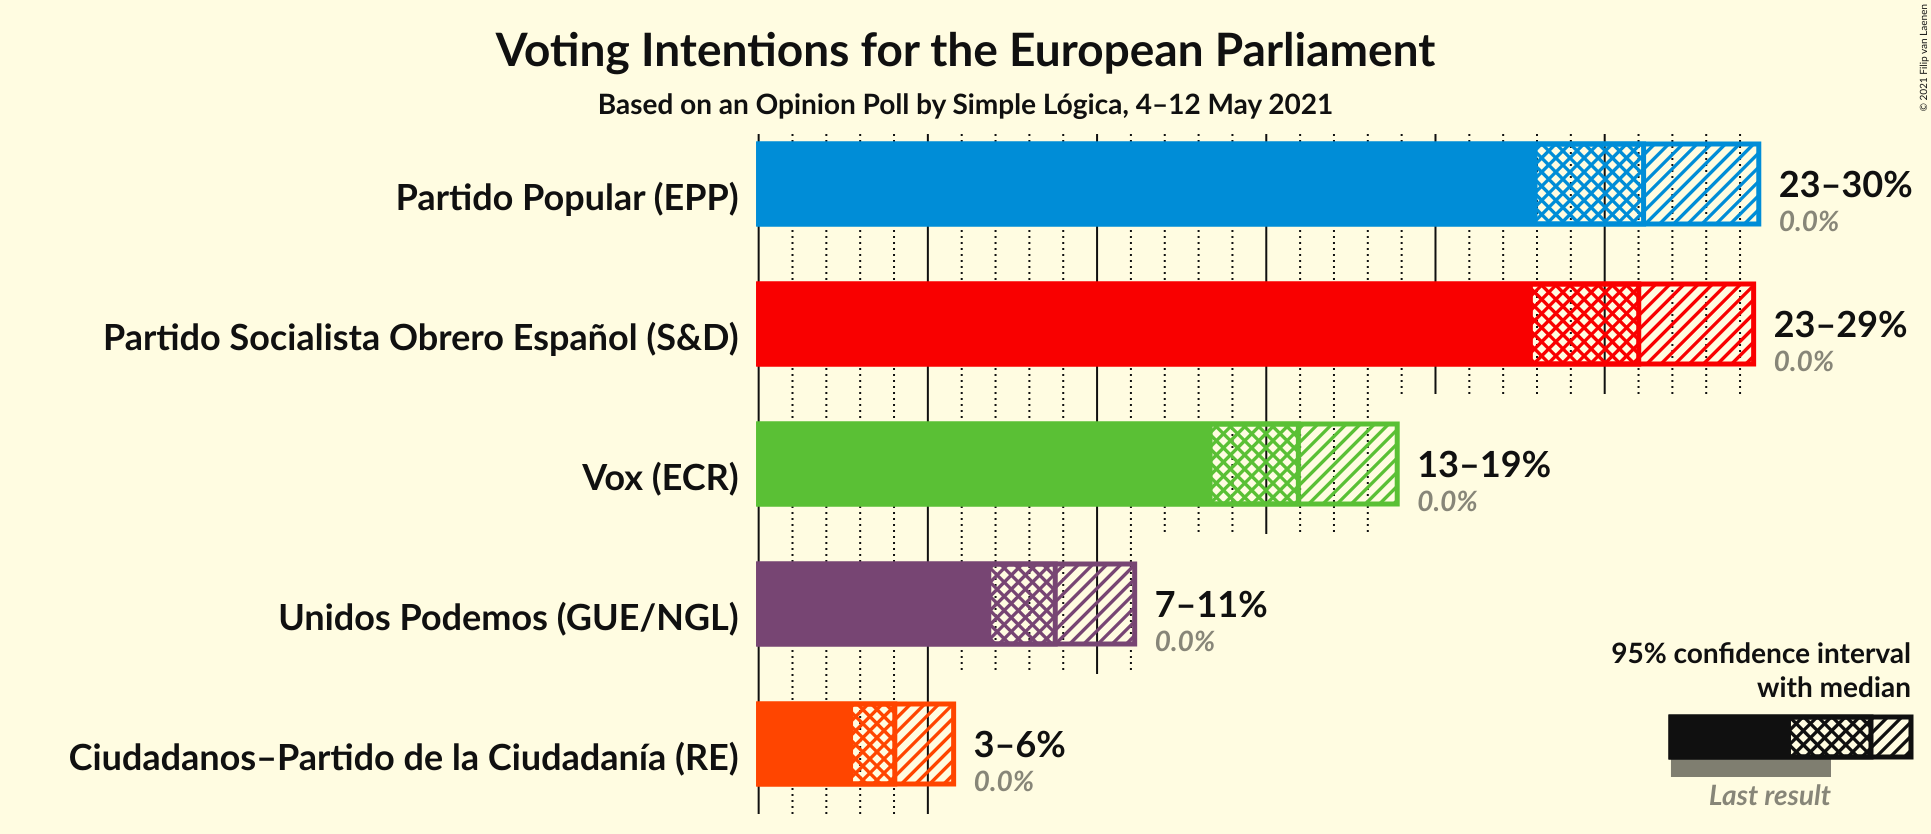 Voting Intentions for the European Parliament
Based on an Opinion Poll by Simple Lógica, 4–12 May 2021
© 2021 Filip van Laenen
Partido Popular (EPP)
23–30%
0.0%
Partido Socialista Obrero Español (S&D)
23–29%
0.0%
Vox (ECR)
13–19%
0.0%
Unidos Podemos (GUE/NGL)
7–11%
0.0%
Ciudadanos–Partido de la Ciudadanía (RE)
3–6%
0.0%
95% confidence interval
with median
Last result